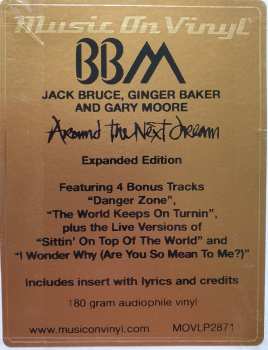 Music On Vinyl
BBM
JACK BRUCE, GINGER BAKER
AND GARY MOORE
Around the Next Dream
Expanded Edition
Featuring 4 Bonus Tracks
"Danger Zone",
"The World Keeps On Turnin",
plus the Live Versions of
"Sittin' On Top Of The World" and
"I Wonder Why (Are You So Mean To Me?)"
Includes insert with lyrics and credits
180 gram audiophile vinyl
www.musiconvinyl.com MOVLP2871